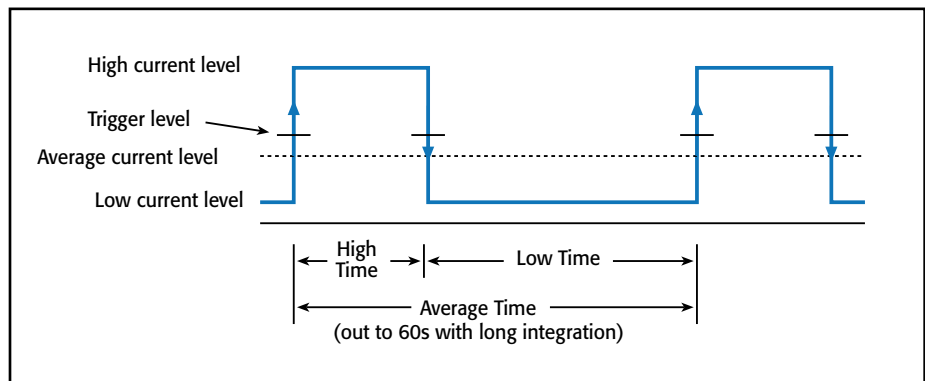 High current level
Trigger level
Average current level
Low current level
High
Time
Low Time
Average Time
(out to 60s with long integration)